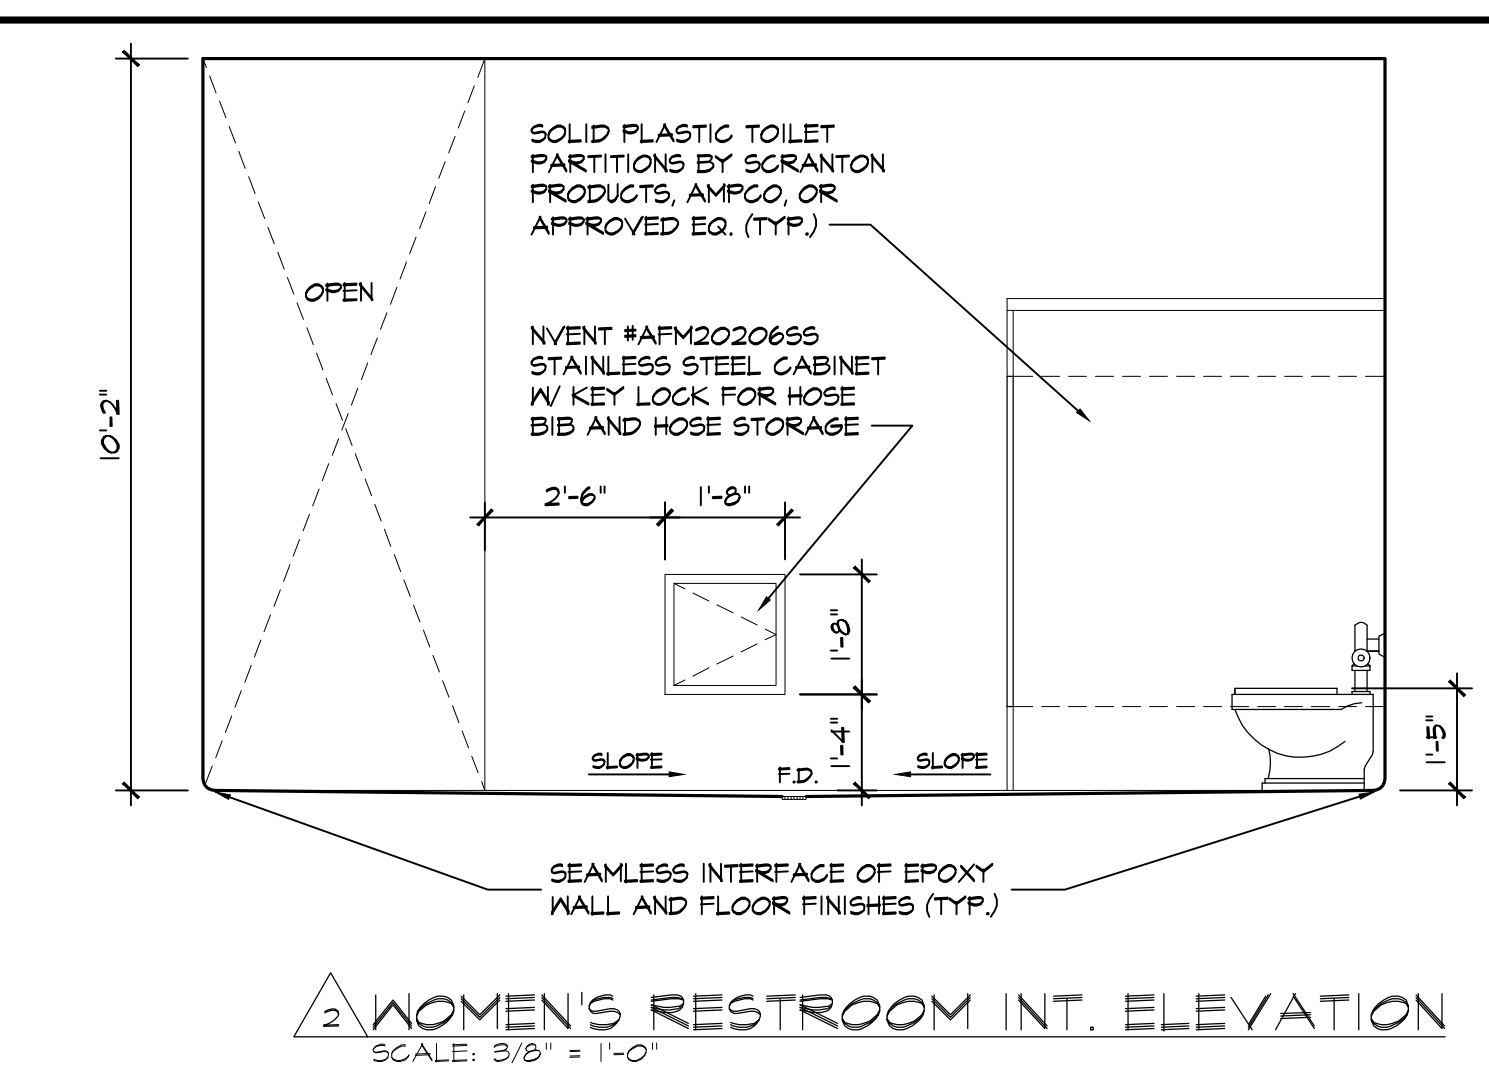 SOLID PLASTIC TOILET
PARTITIONS BY SCRANTON
PRODUCTS, AMPCO, OR
APPROVED EQ. (TYP.)
OPEN
NVENT #AFM20206SS
STAINLESS STEEL CABINET
W/ KEY LOCK FOR HOSE
BIB AND HOSE STORAGE
10'-2"
2'-6"
1'-8"
1'-8"
1'-4"
1'-5"
SLOPE
F.D.
SLOPE
SEAMLESS INTERFACE OF EPOXY
WALL AND FLOOR FINISHES (TYP.)
2
WOMEN'S RESTROOM INT. ELEVATION
SCALE: 3/8" = 1'-0"